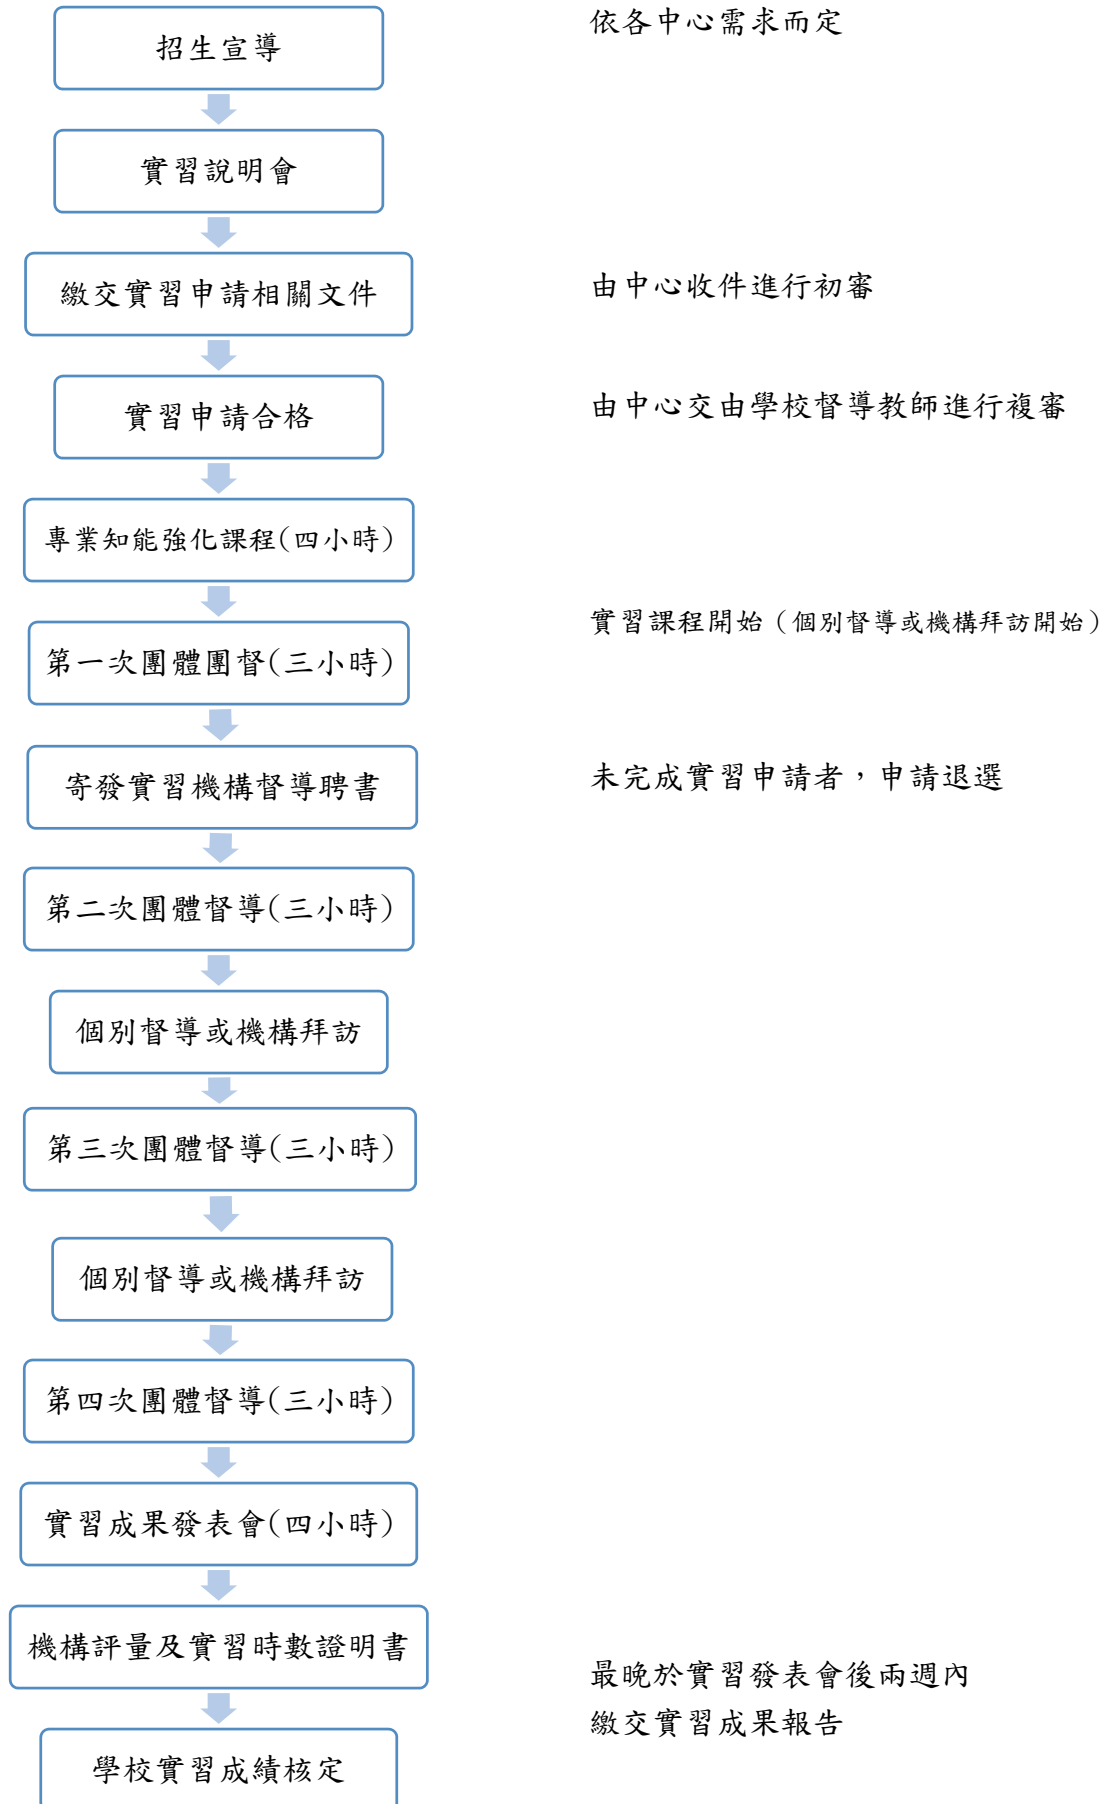 招生宣導
依各中心需求而定
實習說明會
繳交實習申請相關文件
由中心收件進行初審
實習申請合格
由中心交由學校督導教師進行複審
專業知能強化課程(四小時)
實習課程開始（個別督導或機構拜訪開始）
第一次團體團督(三小時)
寄發實習機構督導聘書
未完成實習申請者，申請退選
第二次團體督導(三小時)
個別督導或機構拜訪
第三次團體督導(三小時)
個別督導或機構拜訪
第四次團體督導(三小時)
實習成果發表會(四小時)
機構評量及實習時數證明書
最晚於實習發表會後兩週內
繳交實習成果報告
學校實習成績核定